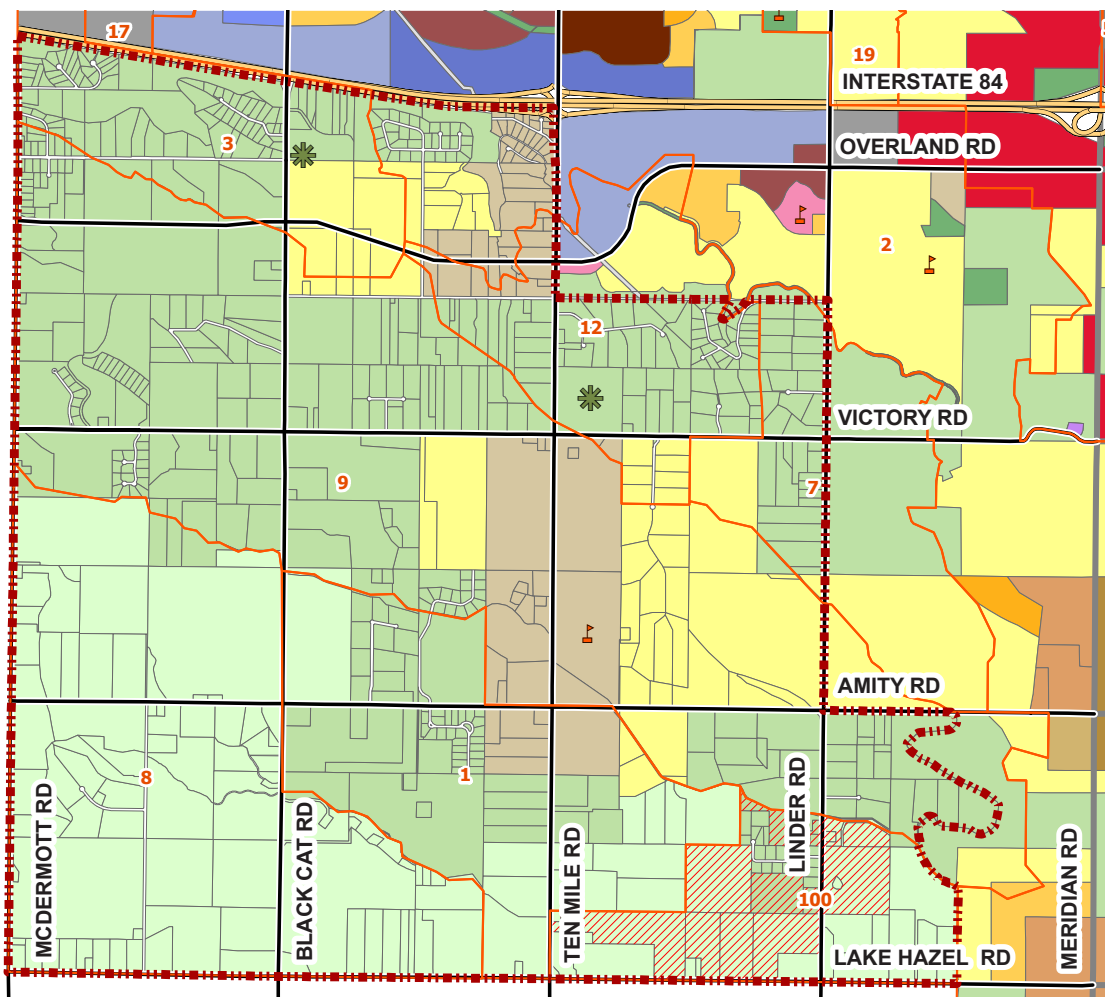 17
19
INTERSTATE 84
3
OVERLAND RD
2
12
VICTORY RD
9
7
AMITY RD
8
1
MCDERMOTT RD
BLACK CAT RD
TEN MILE RD
LINDER RD
MERIDIAN RD
100
LAKE HAZEL RD